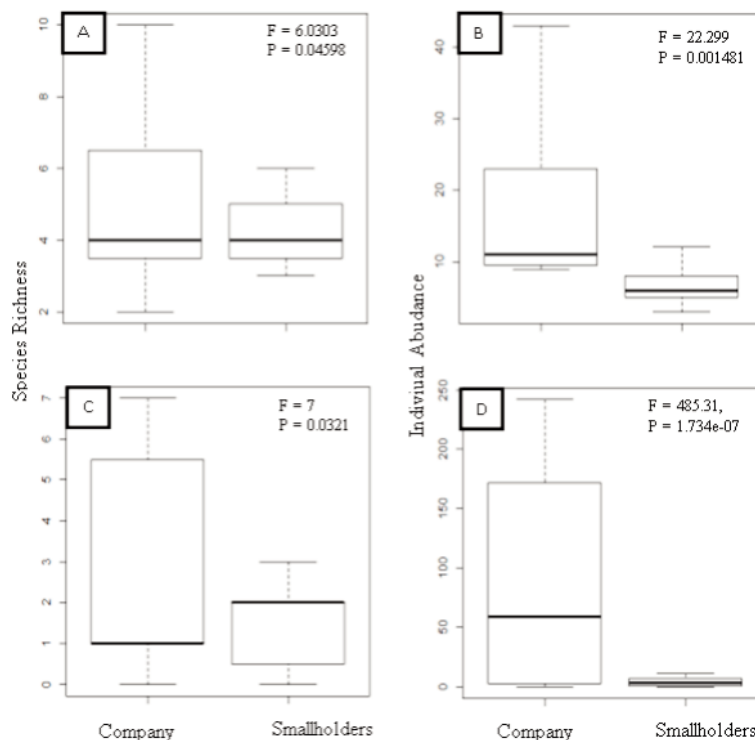 A
F = 6.0303
P = 0.04598
10
8
6
4
2
B
F = 22.299
P = 0.001481
40
30
20
10
Species Richness
Indiviual Abudance
C
F = 7
P = 0.0321
7
6
5
4
3
2
1
0
D
F = 485.31,
P = 1.734e-07
250
200
150
100
50
0
Company
Smallholders
Company
Smallholders